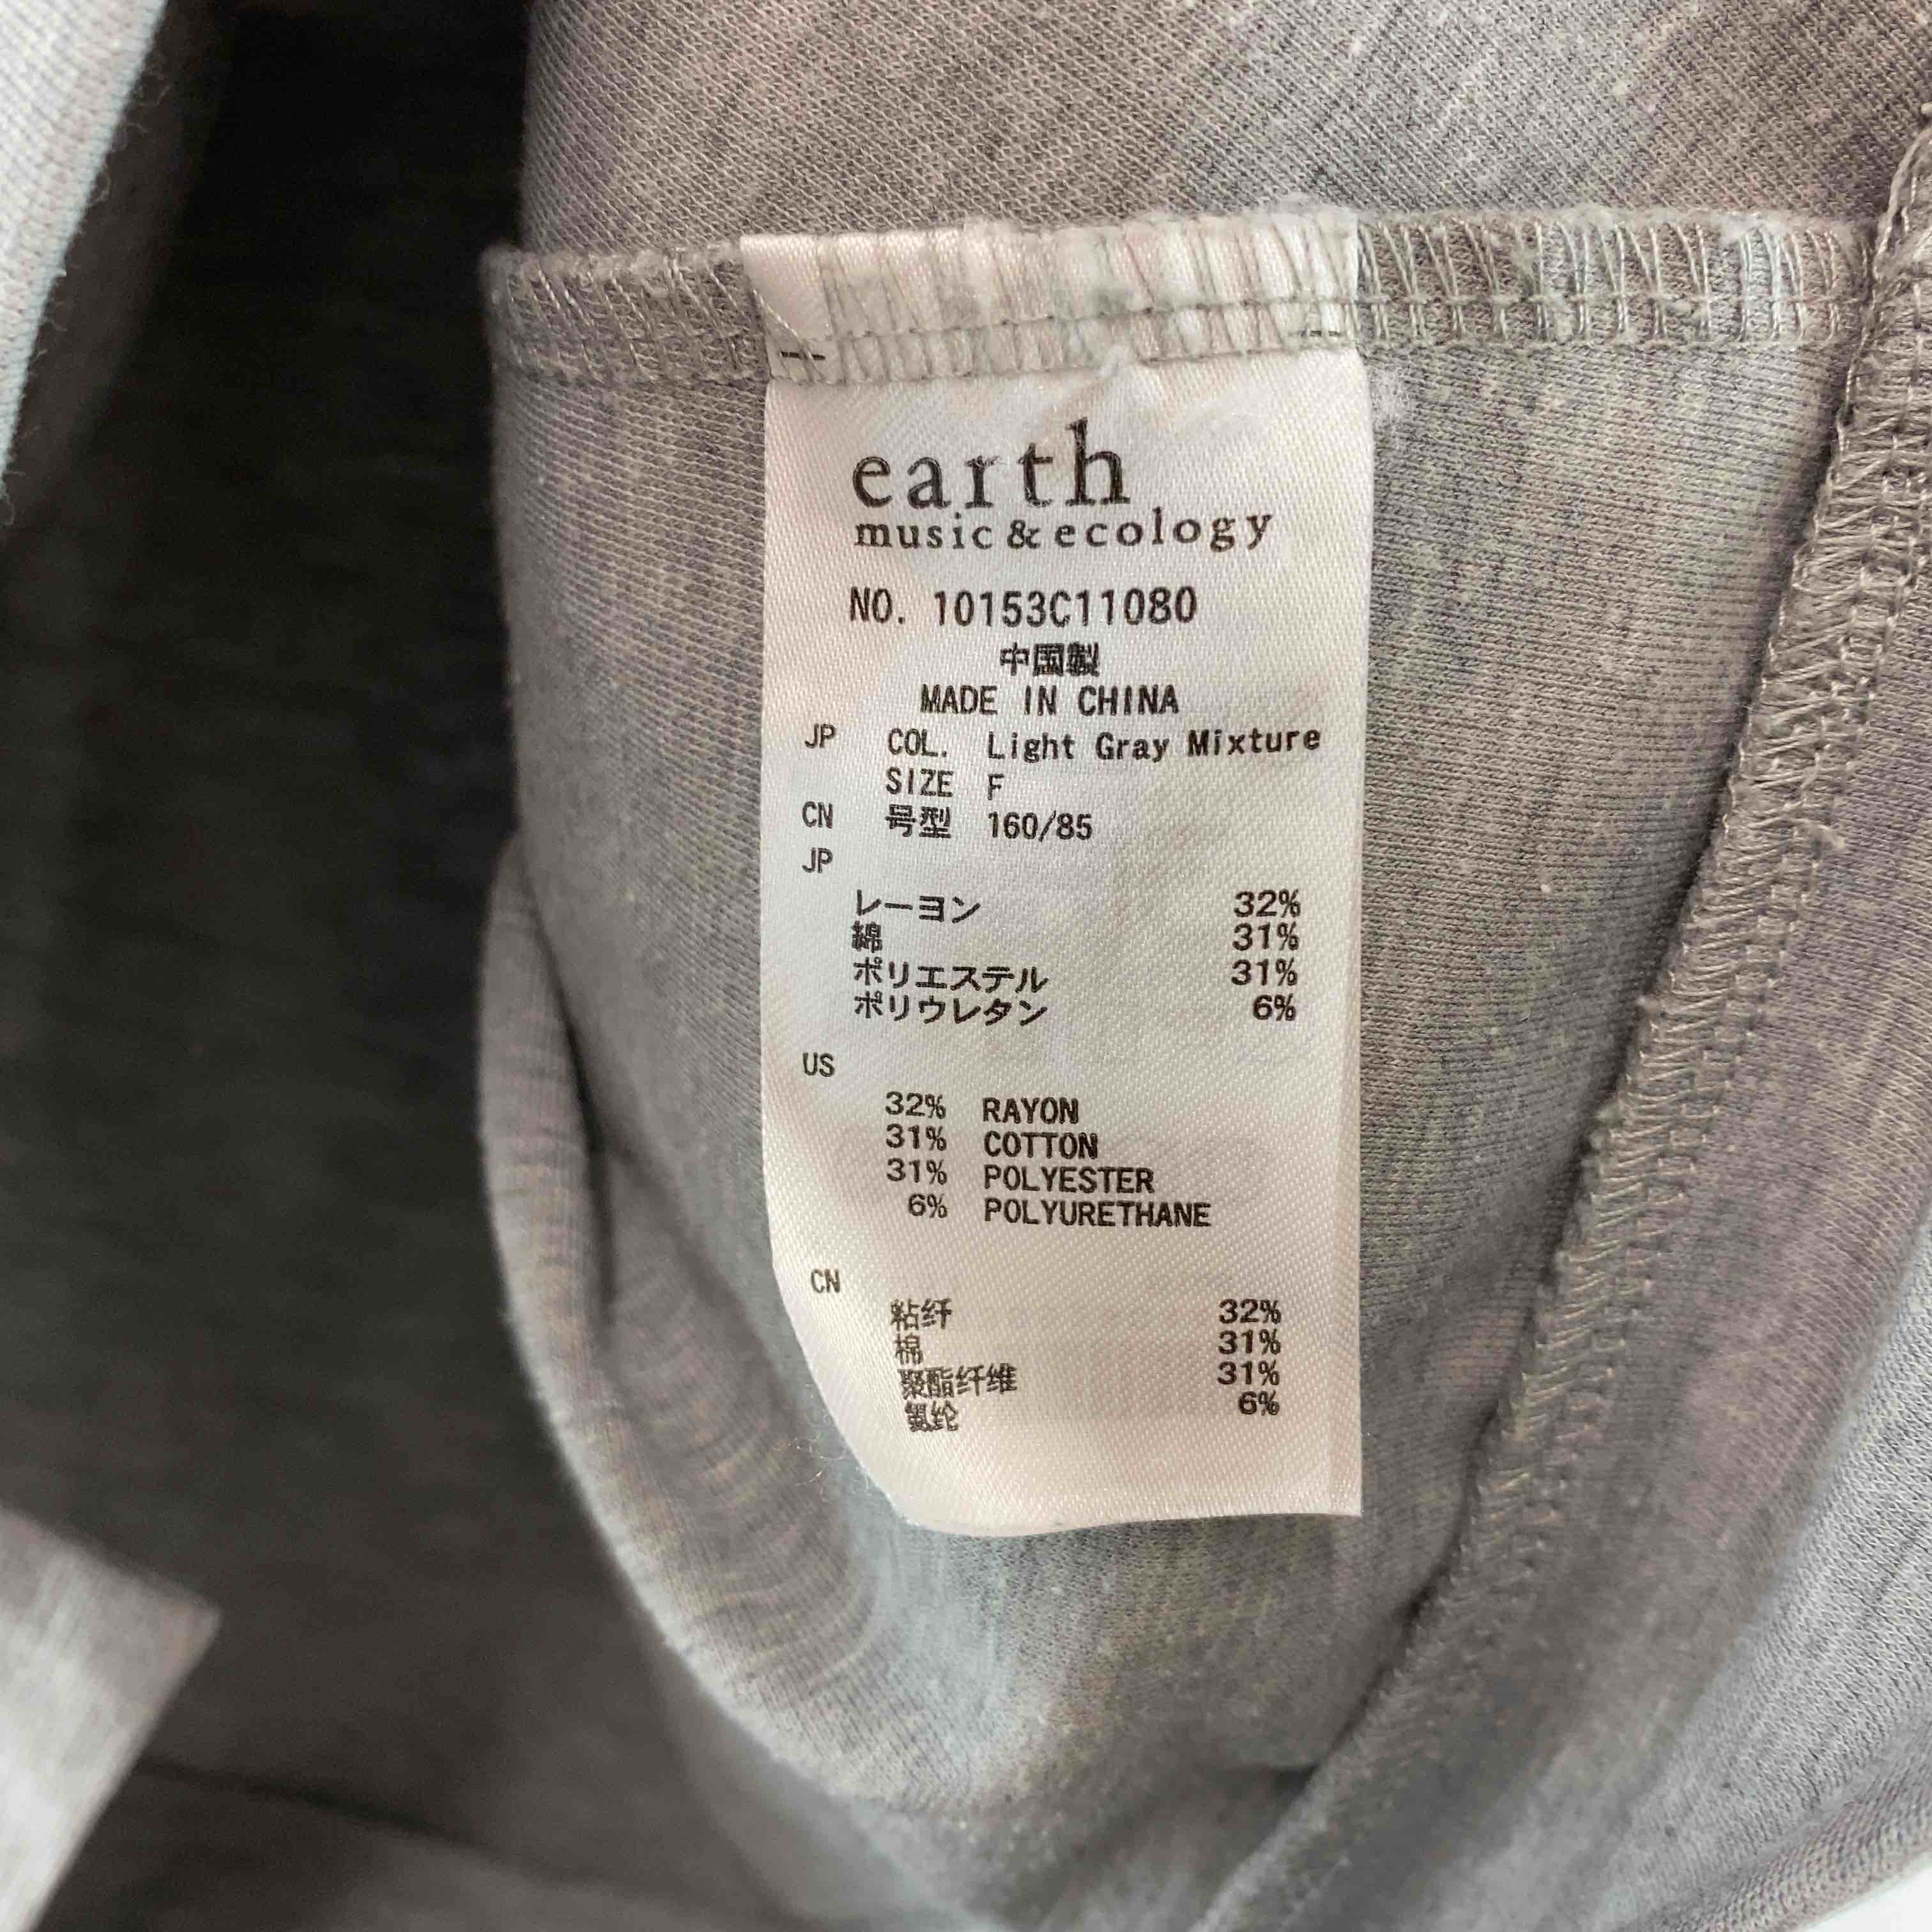 earth
music & ecology
NO. 10153C11080
中国製
MADE IN CHINA
JP COL. Light Gray Mixture
SIZE F
CN 号型 160/85
JP
レーヨン 32%
綿 31%
ポリエステル 31%
ポリウレタン 6%
US
32% RAYON
31% COTTON
31% POLYESTER
6% POLYURETHANE
CN
粘纤 32%
棉 31%
聚酯纤维 31%
氨纶 6%